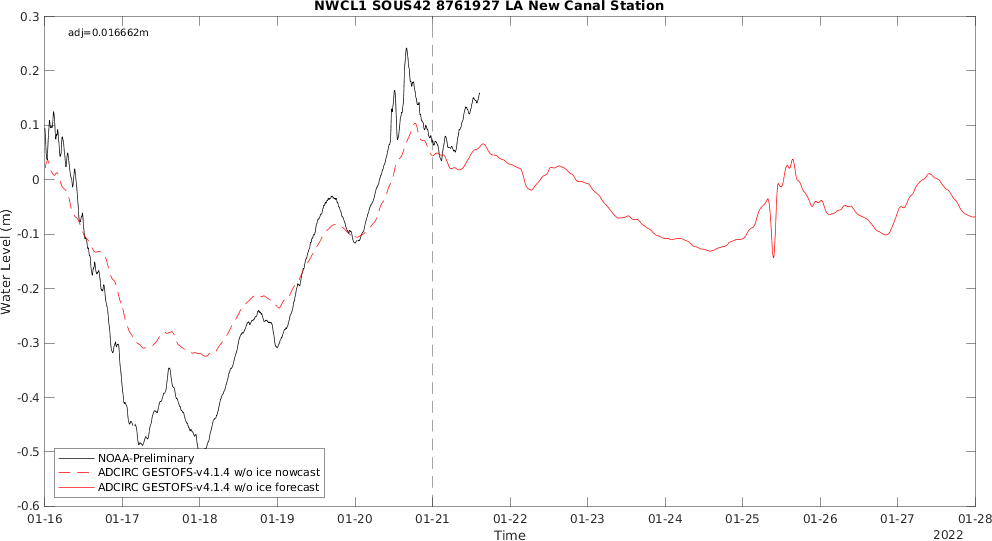 NWCL1 SOUS42 8761927 LA New Canal Station
adj=0.016662m
0.3
0.2
0.1
0
-0.1
-0.2
-0.3
-0.4
-0.5
-0.6
Water Level (m)
NOAA-Preliminary
ADCIRC GESTOFS-v4.1.4 w/o ice nowcast
ADCIRC GESTOFS-v4.1.4 w/o ice forecast
01-16 01-17 01-18 01-19 01-20 01-21 01-22 01-23 01-24 01-25 01-26 01-27 01-28
Time
2022